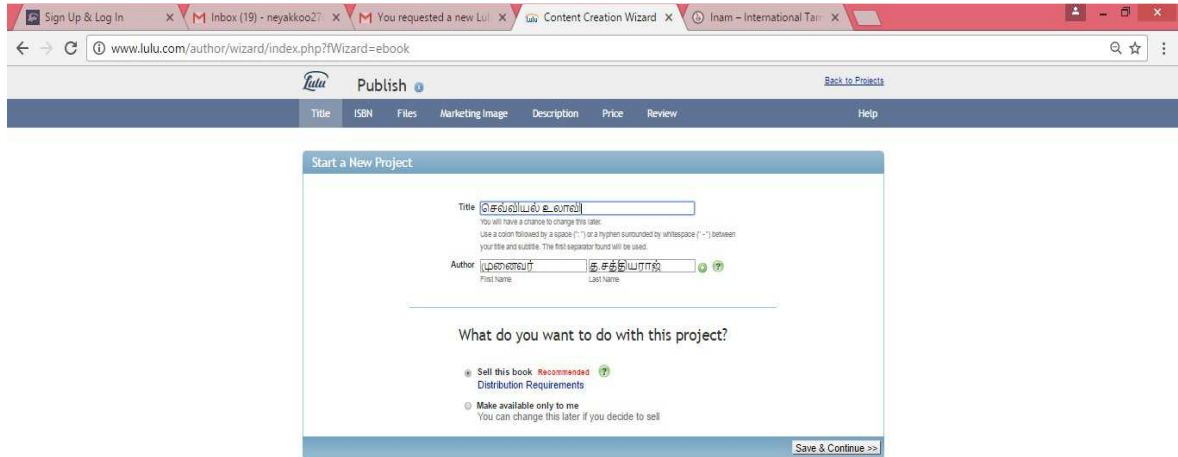 Sign Up & Log In
Inbox (19) - neyakkoo27
You requested a new Lul
Content Creation Wizard
Inam – International Tam
www.lulu.com/author/wizard/index.php?fWizard=ebook
lulu Publish Back to Projects
Title ISBN Files Marketing Image Description Price Review Help
Start a New Project
Title செவ்வியல் உலாவி
You will have a chance to change this later.
Use a colon followed by a space (": ") or a hyphen surrounded by whitespace (" - ") between
your title and subtitle. The first separator found will be used.
Author முனைவர் த.சத்தியராஜ்
First Name Last Name
What do you want to do with this project?
Sell this book Recommended
Distribution Requirements
Make available only to me
You can change this later if you decide to sell
Save & Continue >>